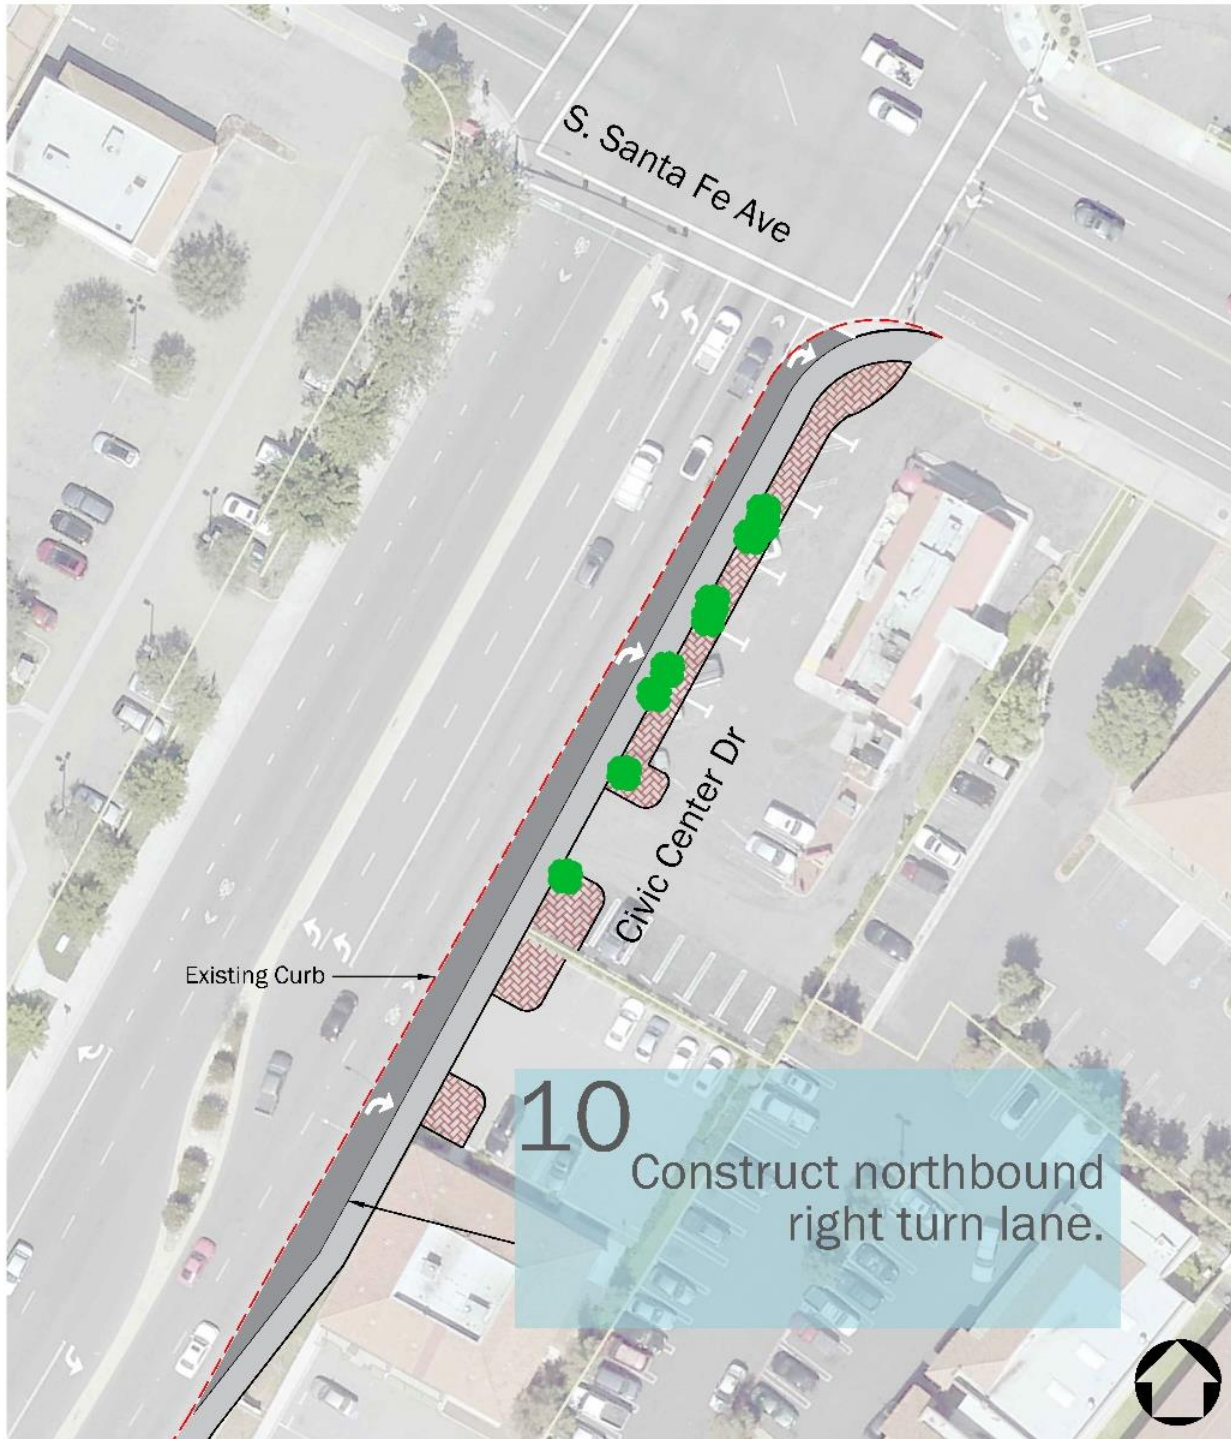 S. Santa Fe Ave
Civic Center Dr
Existing Curb
10
Construct northbound
right turn lane.